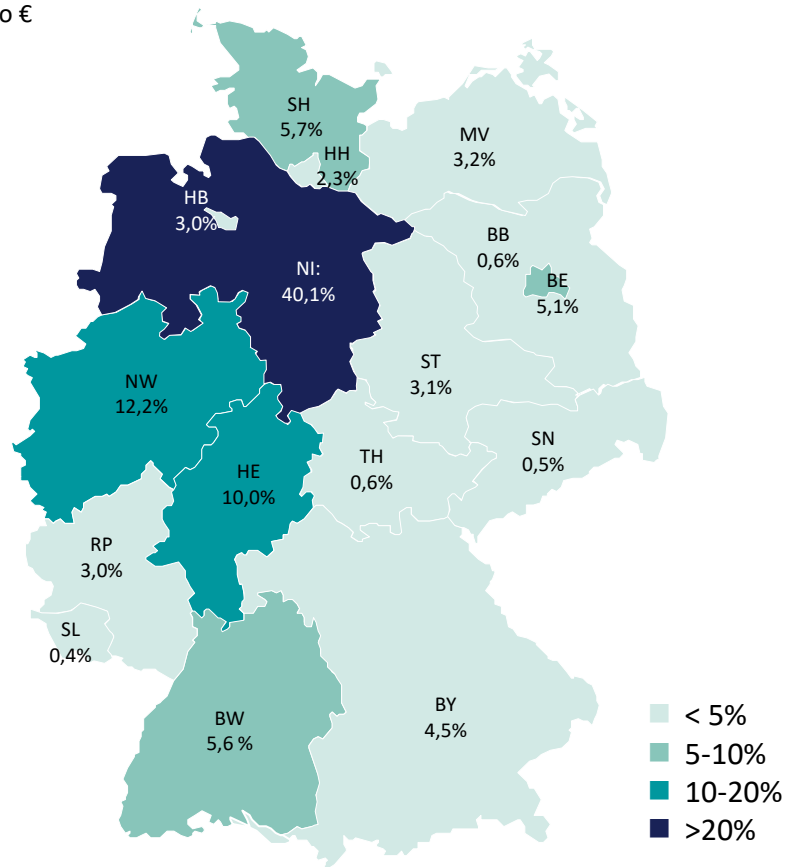 o €
SH
5,7%
HH
2,3%
MV
3,2%
HB
3,0%
BB
0,6%
BE
5,1%
NI:
40,1%
ST
3,1%
NW
12,2%
SN
0,5%
TH
0,6%
HE
10,0%
RP
3,0%
SL
0,4%
BW
5,6 %
BY
4,5%
< 5%
5-10%
10-20%
>20%